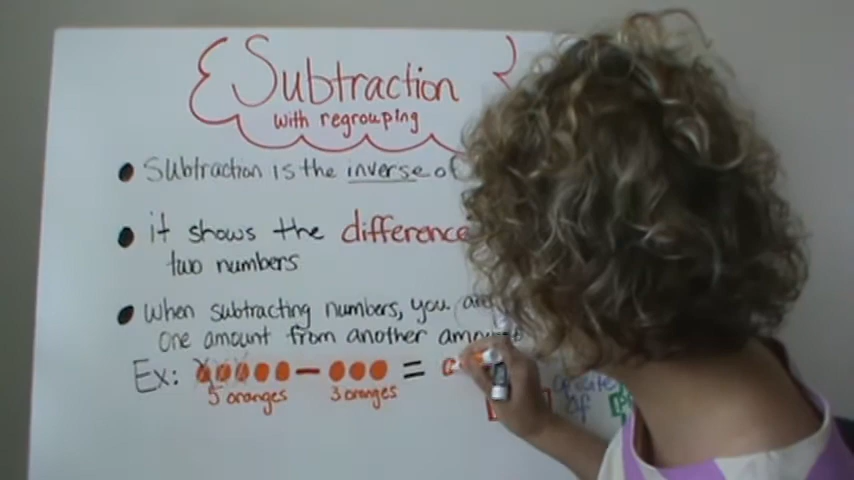 Subtraction
with regrouping
Subtraction is the inverse of
it shows the difference
two numbers
When subtracting numbers, you
one amount from another amount
Ex: - =
5 oranges 3 oranges
of